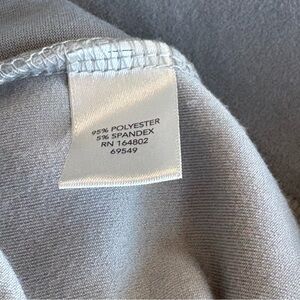 95% POLYESTER
5% SPANDEX
RN 164802
69549